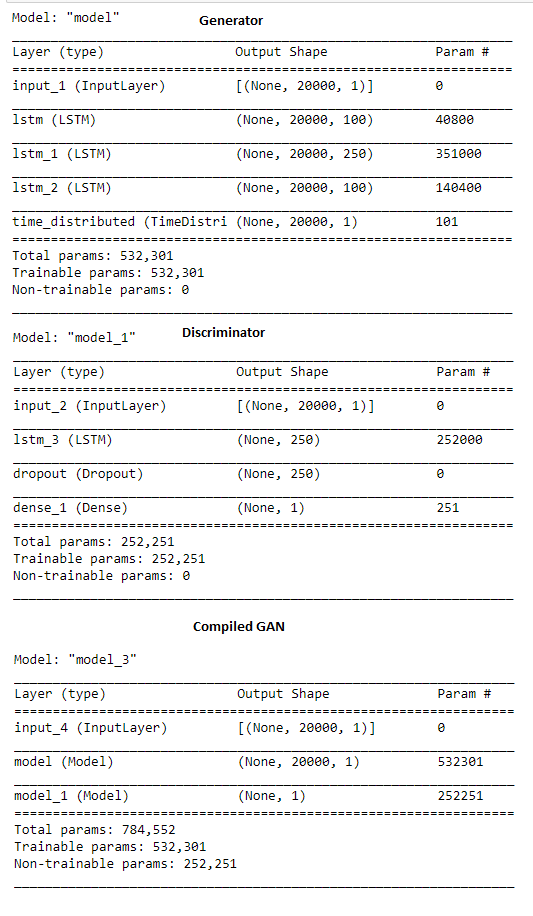 Model: "model" Generator
Layer (type) Output Shape Param #
input_1 (InputLayer) [(None, 20000, 1)] 0
lstm (LSTM) (None, 20000, 100) 40800
lstm_1 (LSTM) (None, 20000, 250) 351000
lstm_2 (LSTM) (None, 20000, 100) 140400
time_distributed (TimeDistri (None, 20000, 1) 101
Total params: 532,301
Trainable params: 532,301
Non-trainable params: 0
Model: "model_1" Discriminator
Layer (type) Output Shape Param #
input_2 (InputLayer) [(None, 20000, 1)] 0
lstm_3 (LSTM) (None, 250) 252000
dropout (Dropout) (None, 250) 0
dense_1 (Dense) (None, 1) 251
Total params: 252,251
Trainable params: 252,251
Non-trainable params: 0
Compiled GAN
Model: "model_3"
Layer (type) Output Shape Param #
input_4 (InputLayer) [(None, 20000, 1)] 0
model (Model) (None, 20000, 1) 532301
model_1 (Model) (None, 1) 252251
Total params: 784,552
Trainable params: 532,301
Non-trainable params: 252,251